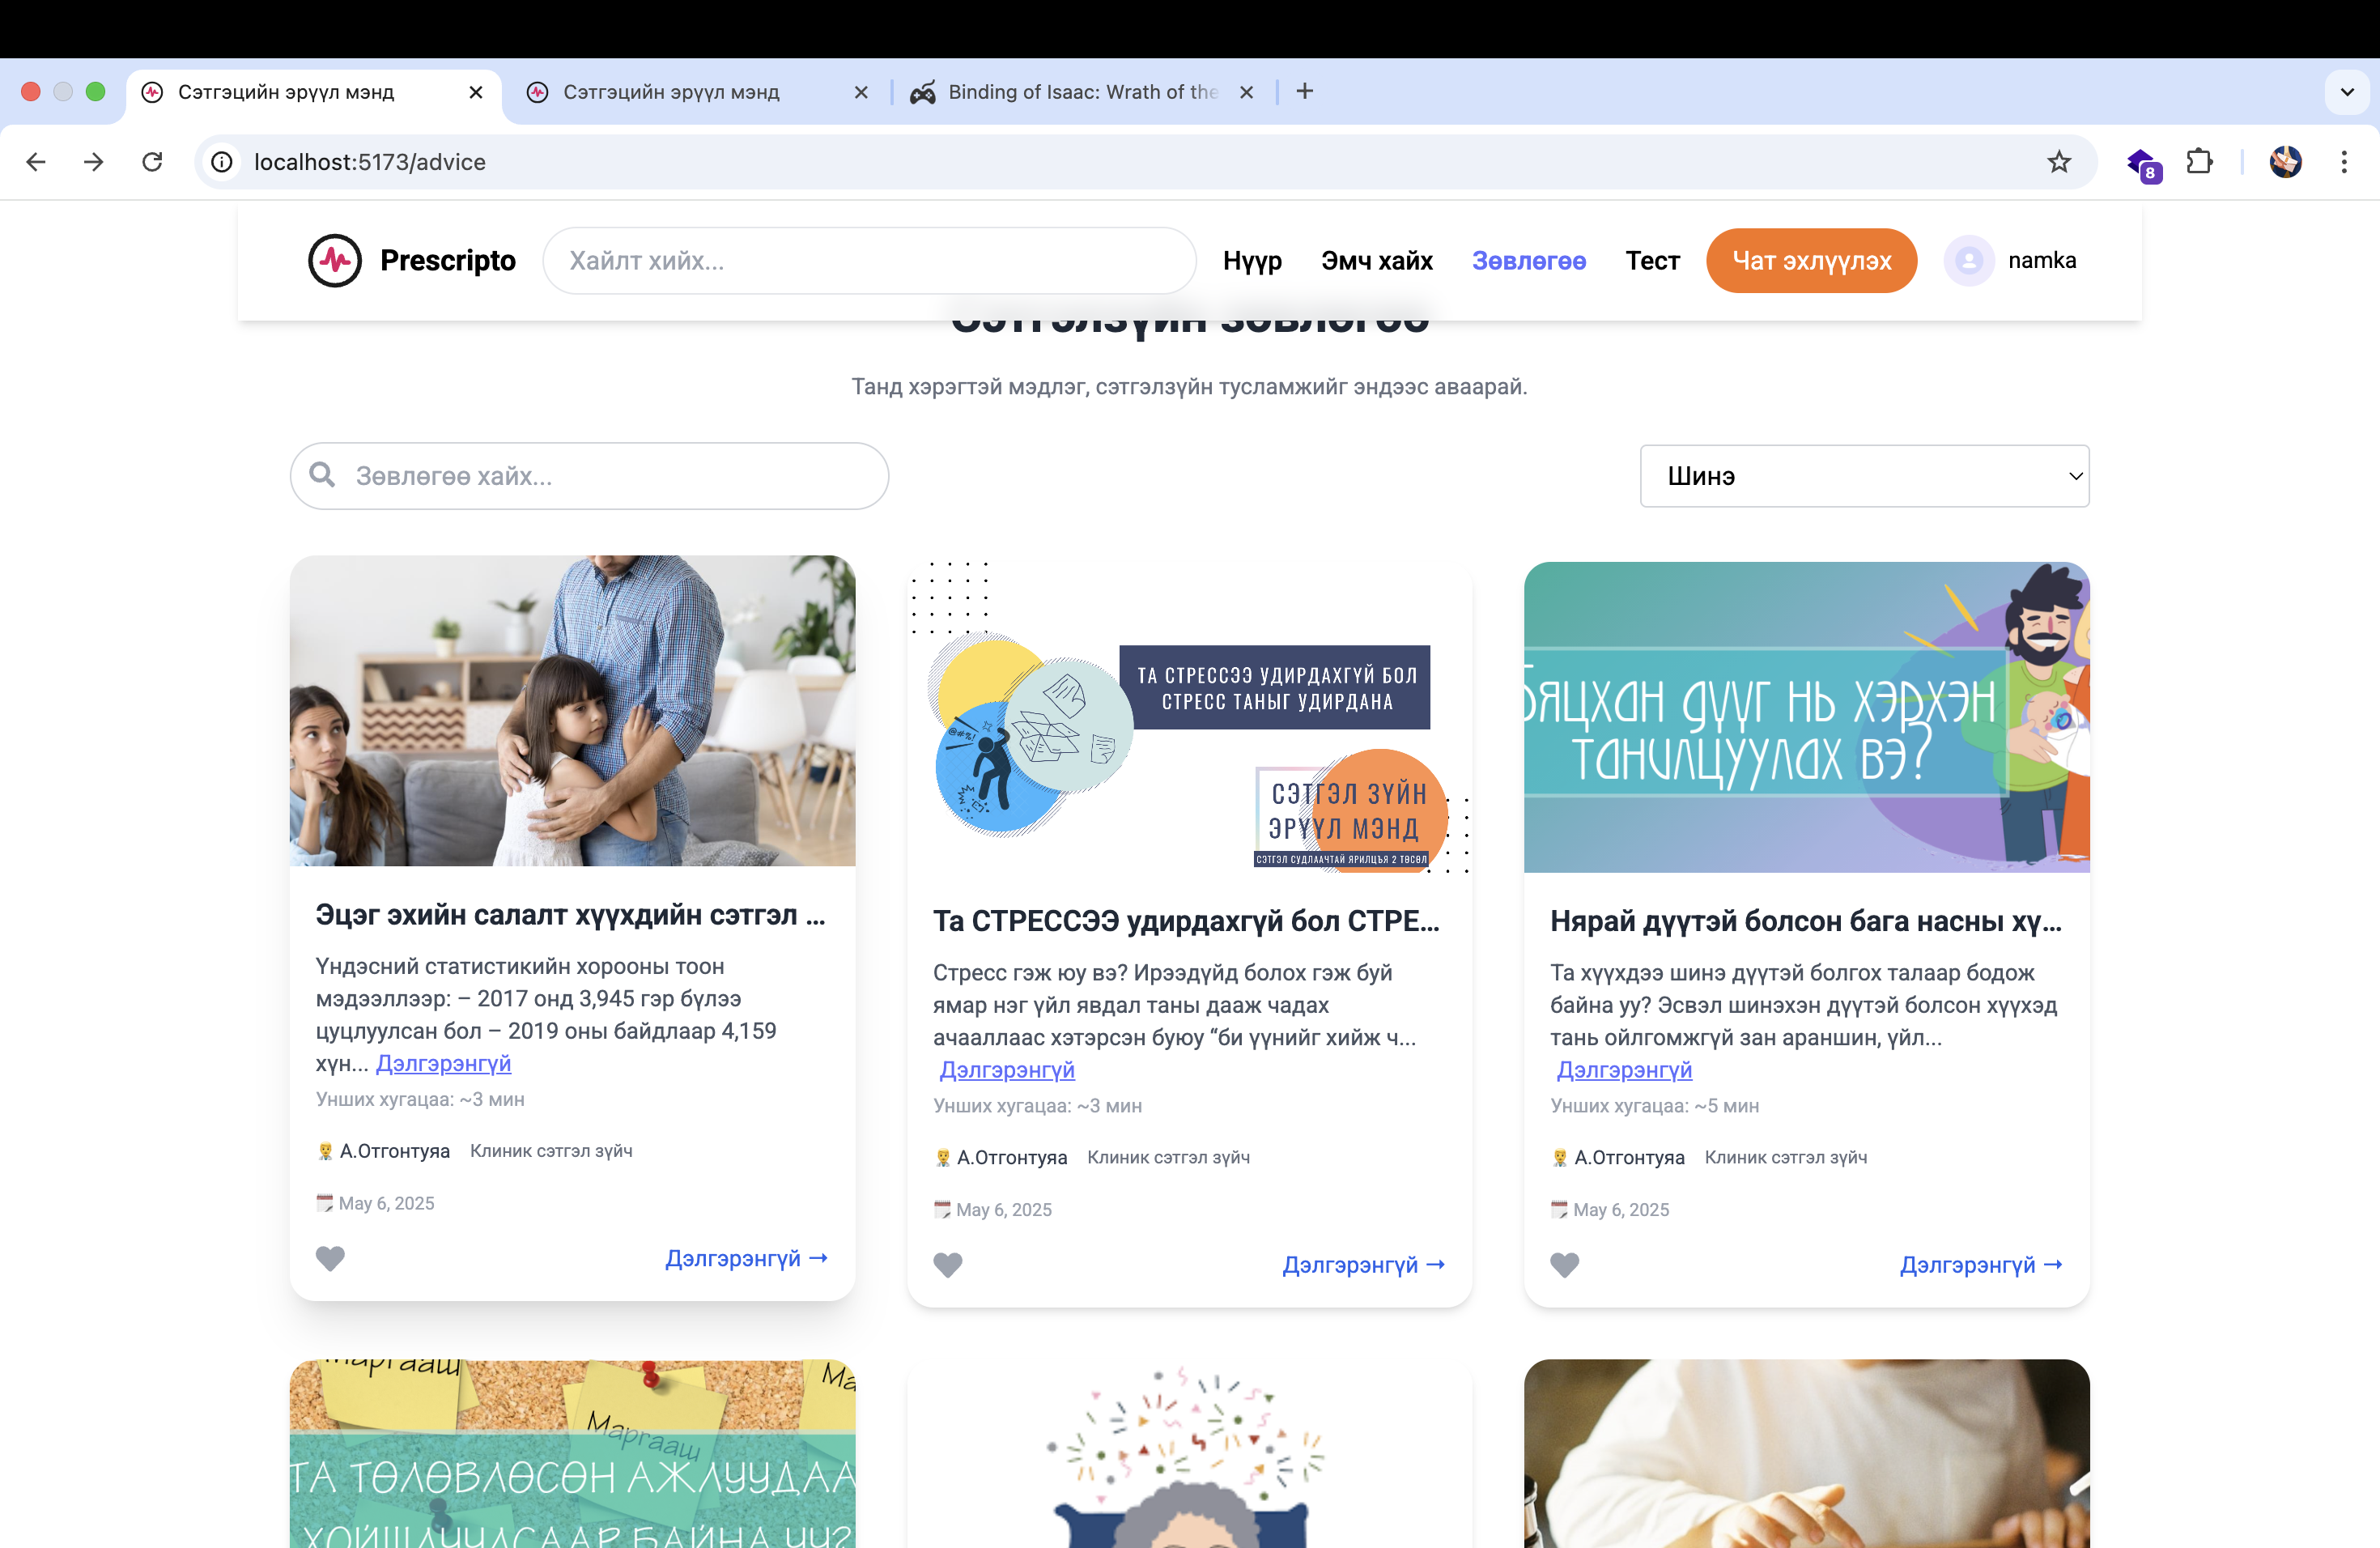 Сэтгэцийн эрүүл мэнд
Сэтгэцийн эрүүл мэнд
Binding of Isaac: Wrath of the
localhost:5173/advice
8
Prescripto
Хайлт хийх...
Нүүр
Эмч хайх
Зөвлөгөө
Тест
Чат эхлүүлэх
namka
Сэтгэлзүйн зөвлөгөө
Танд хэрэгтэй мэдлэг, сэтгэлзүйн тусламжийг эндээс аваарай.
Зөвлөгөө хайх...
Шинэ
Эцэг эхийн салалт хүүхдийн сэтгэл ...
Үндэсний статистикийн хорооны тоон
мэдээллээр: – 2017 онд 3,945 гэр бүлээ
цуцлуулсан бол – 2019 оны байдлаар 4,159
хүн... Дэлгэрэнгүй
Унших хугацаа: ~3 мин
А.Отгонтуяа Клиник сэтгэл зүйч
May 6, 2025
Дэлгэрэнгүй →
ТА СТРЕССЭЭ УДИРДАХГҮЙ БОЛ
СТРЕСС ТАНЫГ УДИРДАНА
@#%!
СЭТГЭЛ ЗҮЙН
ЭРҮҮЛ МЭНД
СЭТГЭЛ СУДЛААЧТАЙ ЯРИЛЦЪЯ 2 ТӨСӨЛ
Та СТРЕССЭЭ удирдахгүй бол СТРЕ...
Стресс гэж юу вэ? Ирээдүйд болох гэж буй
ямар нэг үйл явдал таны дааж чадах
ачааллаас хэтэрсэн буюу “би үүнийг хийж ч...
Дэлгэрэнгүй
Унших хугацаа: ~3 мин
А.Отгонтуяа Клиник сэтгэл зүйч
May 6, 2025
Дэлгэрэнгүй →
БЯЦХАН ДҮҮГ НЬ ХЭРХЭН
ТАНИЛЦУУЛАХ ВЭ?
Нярай дүүтэй болсон бага насны хү...
Та хүүхдээ шинэ дүүтэй болгох талаар бодож
байна уу? Эсвэл шинэхэн дүүтэй болсон хүүхэд
тань ойлгомжгүй зан араншин, үйл...
Дэлгэрэнгүй
Унших хугацаа: ~5 мин
А.Отгонтуяа Клиник сэтгэл зүйч
May 6, 2025
Дэлгэрэнгүй →
Маргааш
Маргааш
Ма
ТА ТӨЛӨВЛӨСӨН АЖЛУУДАА
ХОЙШЛУУЛСААР БАЙНА УУ?